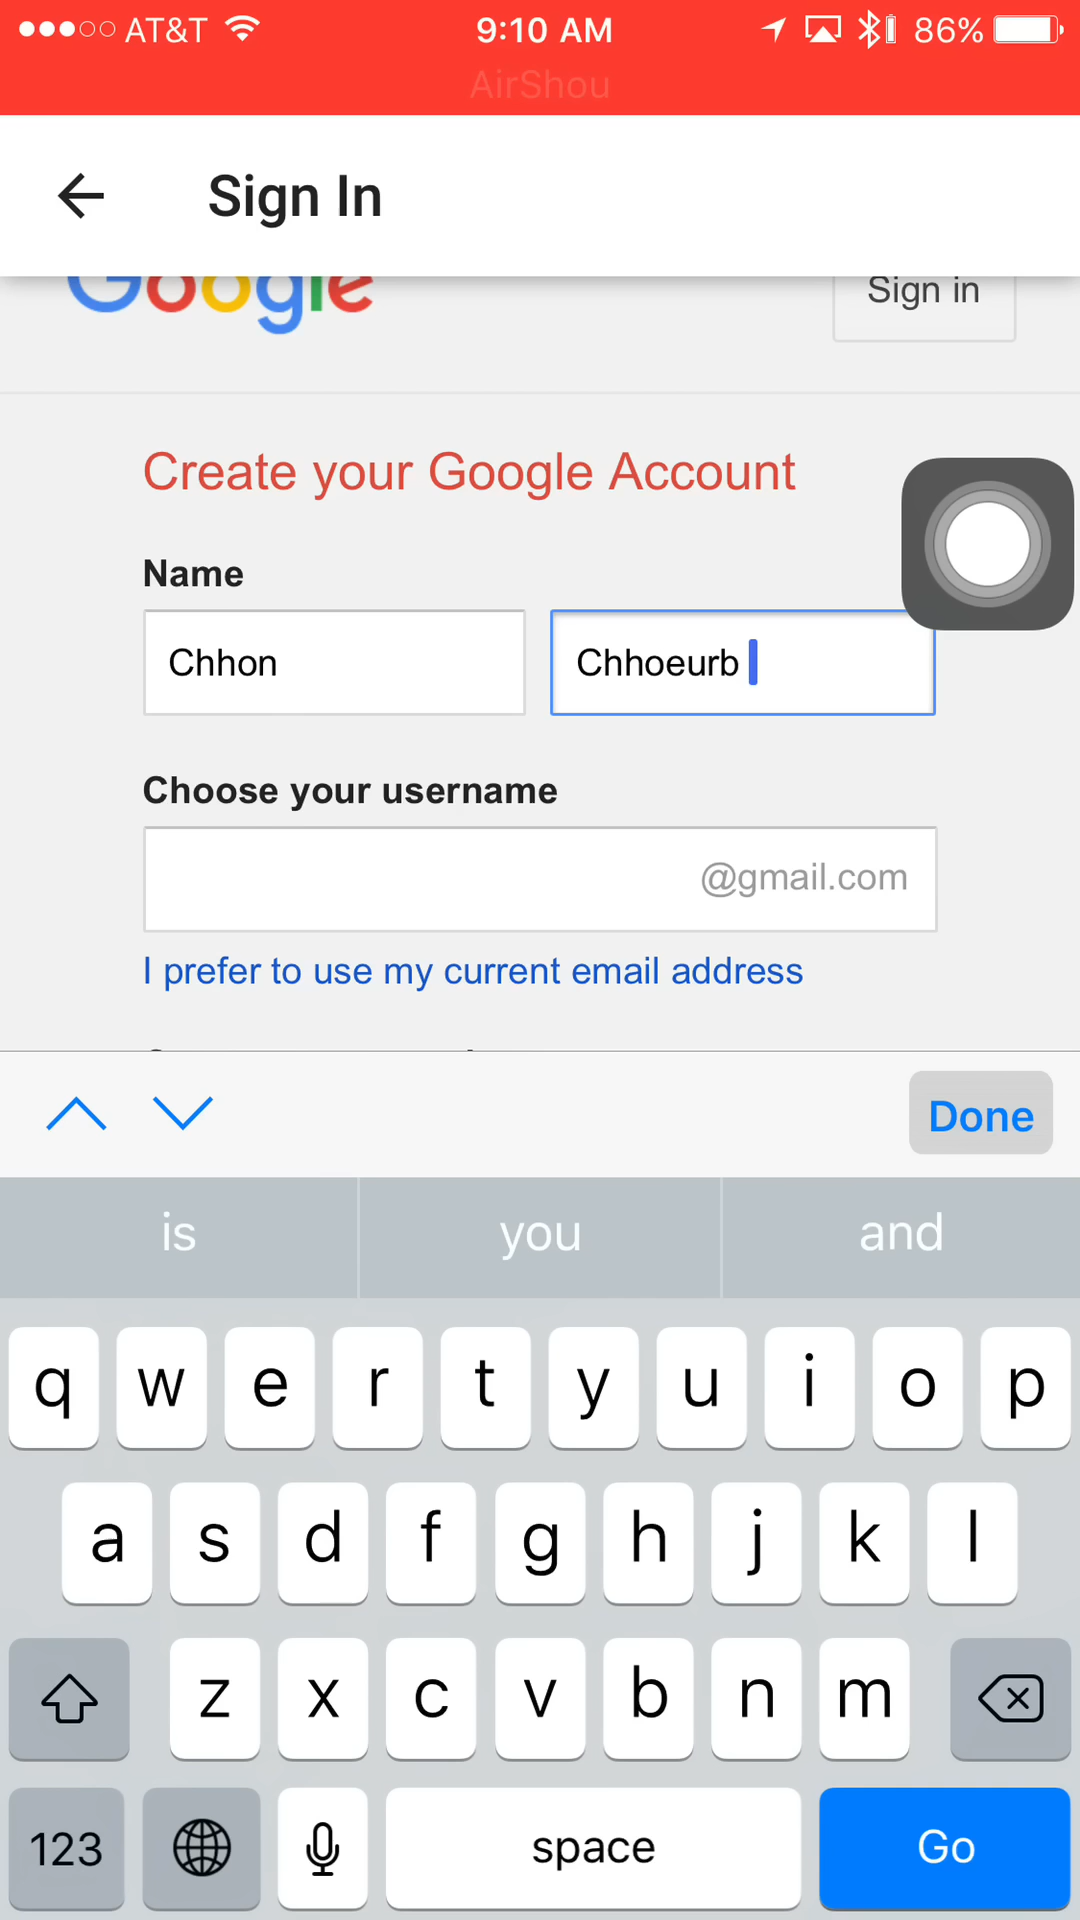 AT&T 9:10 AM 86%
AirShou
Sign In
Google Sign in
Create your Google Account
Name
Chhon Chhoeurb
Choose your username
@gmail.com
I prefer to use my current email address
Done
is you and
q w e r t y u i o p
a s d f g h j k l
z x c v b n m
123 space Go